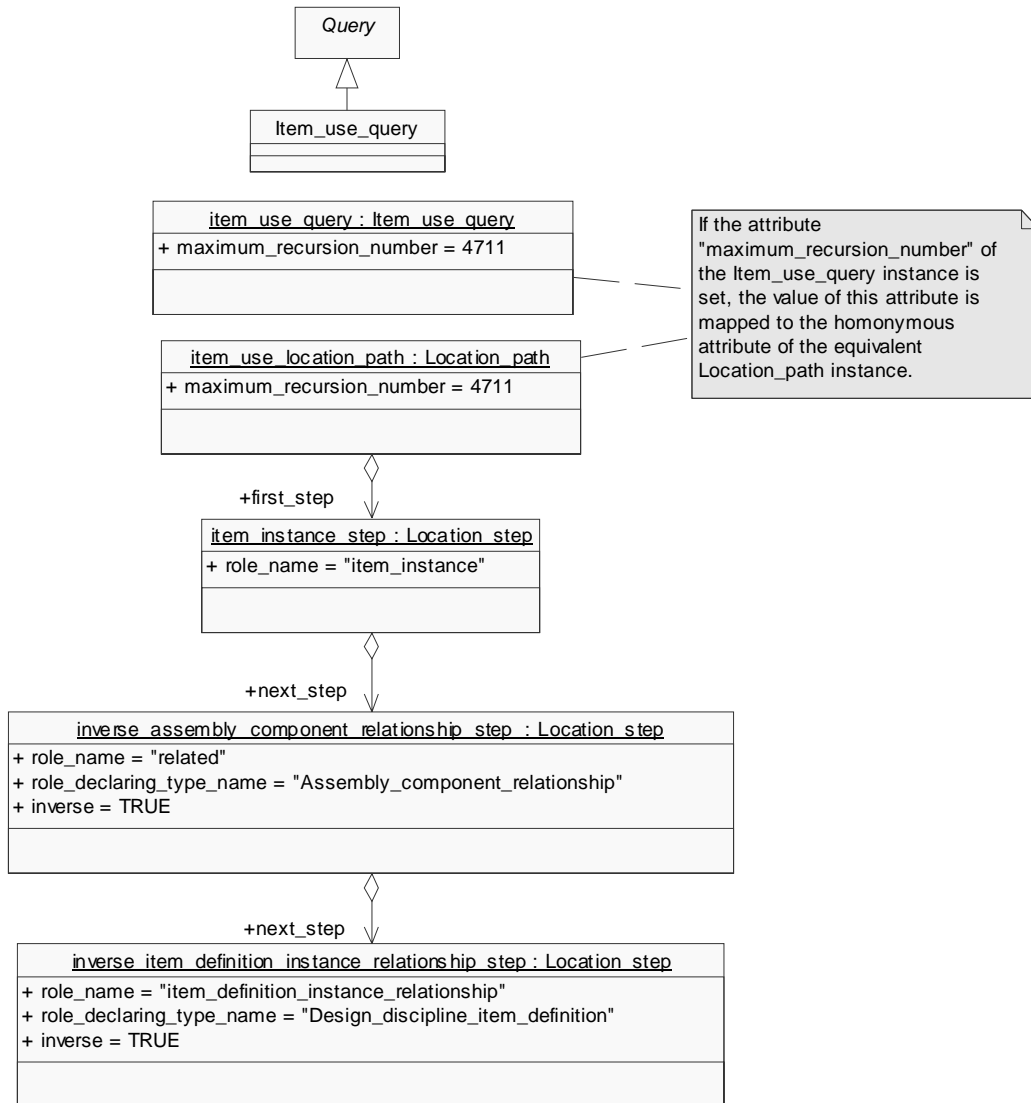 Query
Item_use_query
item_use_query : Item_use_query
+ maximum_recursion_number = 4711
If the attribute
"maximum_recursion_number" of
the Item_use_query instance is
set, the value of this attribute is
mapped to the homonymous
attribute of the equivalent
Location_path instance.
item_use_location_path : Location_path
+ maximum_recursion_number = 4711
+first_step
item_instance_step : Location_step
+ role_name = "item_instance"
+next_step
inverse_assembly_component_relationship_step : Location_step
+ role_name = "related"
+ role_declaring_type_name = "Assembly_component_relationship"
+ inverse = TRUE
+next_step
inverse_item_definition_instance_relationship_step : Location_step
+ role_name = "item_definition_instance_relationship"
+ role_declaring_type_name = "Design_discipline_item_definition"
+ inverse = TRUE